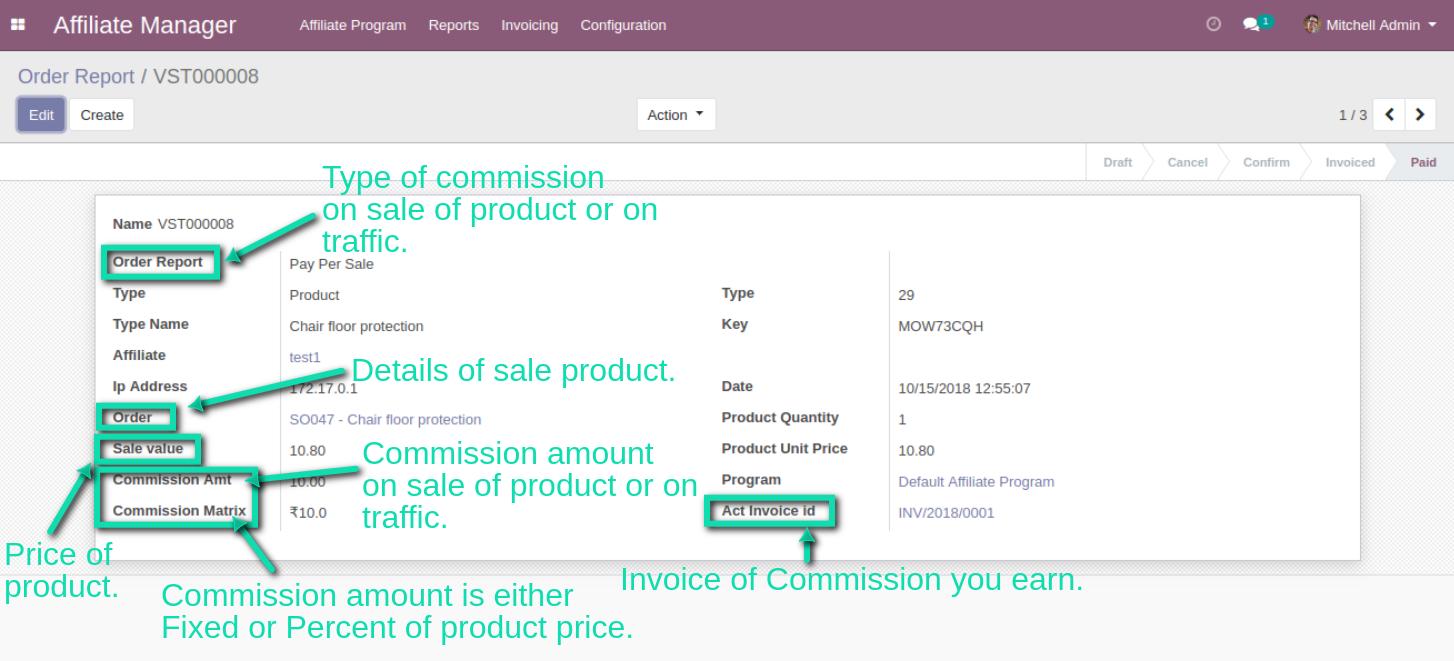 Affiliate Manager Affiliate Program Reports Invoicing Configuration 1 Mitchell Admin
Order Report / VST000008
Edit Create Action 1 / 3
Draft Cancel Confirm Invoiced Paid
Type of commission
on sale of product or on
traffic.
Name VST000008
Order Report Pay Per Sale
Type Product Type 29
Type Name Chair floor protection Key MOW73CQH
Affiliate test1
Details of sale product.
Ip Address 172.17.0.1 Date 10/15/2018 12:55:07
Order SO047 - Chair floor protection Product Quantity 1
Sale value 10.80 Product Unit Price 10.80
Commission amount
on sale of product or on
traffic.
Commission Amt 10.00 Program Default Affiliate Program
Commission Matrix ₹10.0 Act Invoice id INV/2018/0001
Price of
product.
Commission amount is either
Fixed or Percent of product price.
Invoice of Commission you earn.